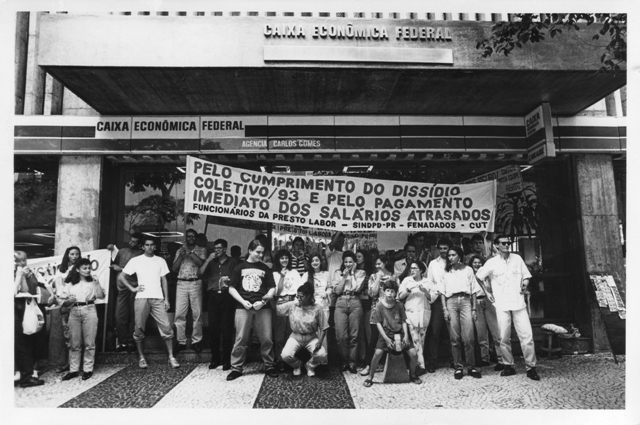 CAIXA ECONÔMICA FEDERAL
CAIXA ECONÔMICA FEDERAL
AGENCIA CARLOS GOMES
PELO CUMPRIMENTO DO DISSÍDIO
COLETIVO/93 E PELO PAGAMENTO
IMEDIATO DOS SALÁRIOS ATRASADOS
FUNCIONÁRIOS DA PRESTO LABOR - SINDPD-PR - FENADADOS - CUT